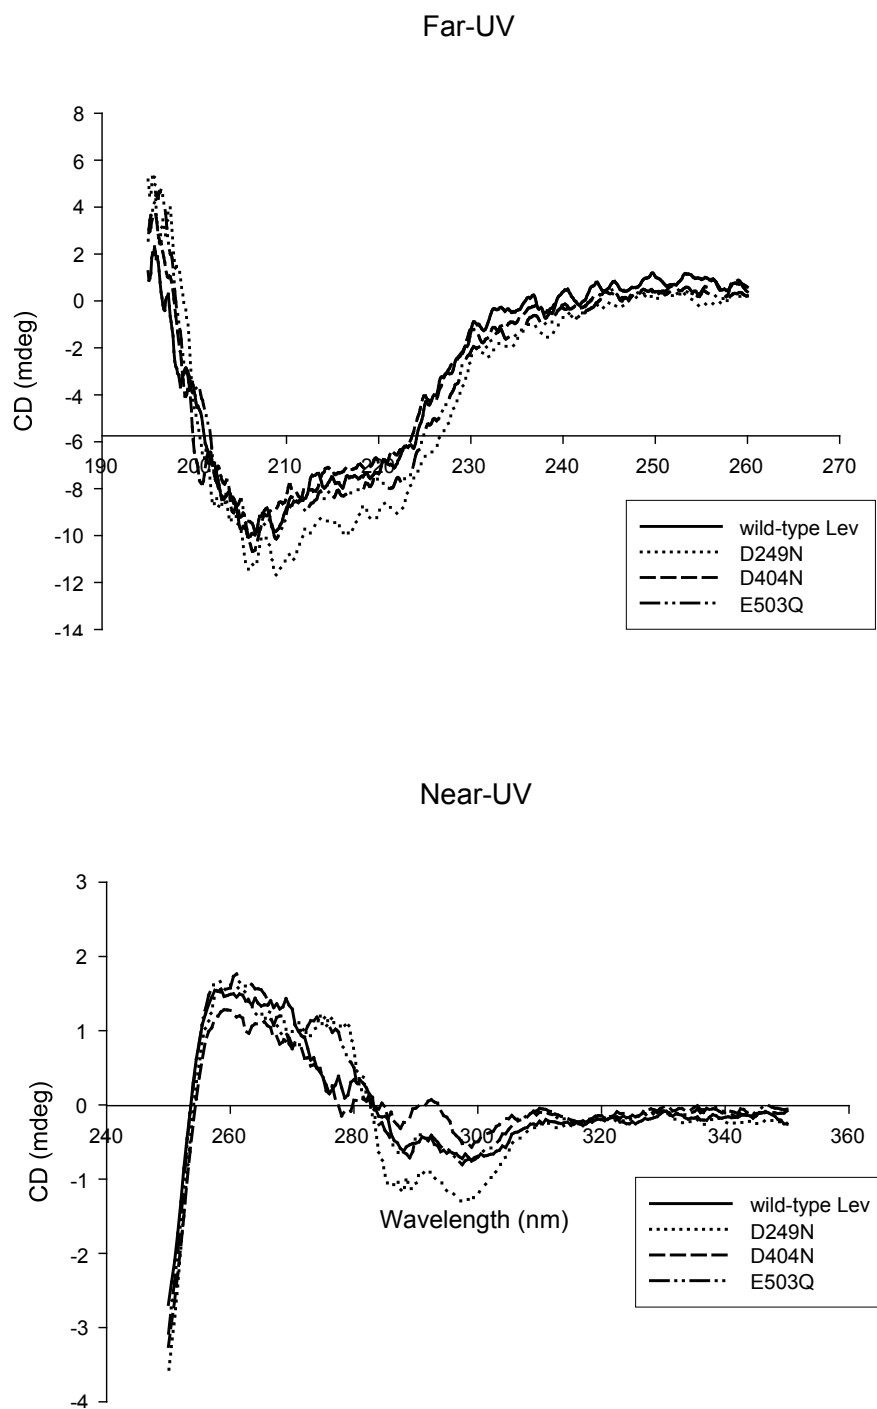 Far-UV
8
6
4
2
0
-2
-4
-6
-8
-10
-12
-14
CD (mdeg)
190 200 210 220 230 240 250 260 270
wild-type Lev
D249N
D404N
E503Q
Near-UV
3
2
1
0
-1
-2
-3
-4
CD (mdeg)
240 260 280 300 320 340 360
Wavelength (nm)
wild-type Lev
D249N
D404N
E503Q